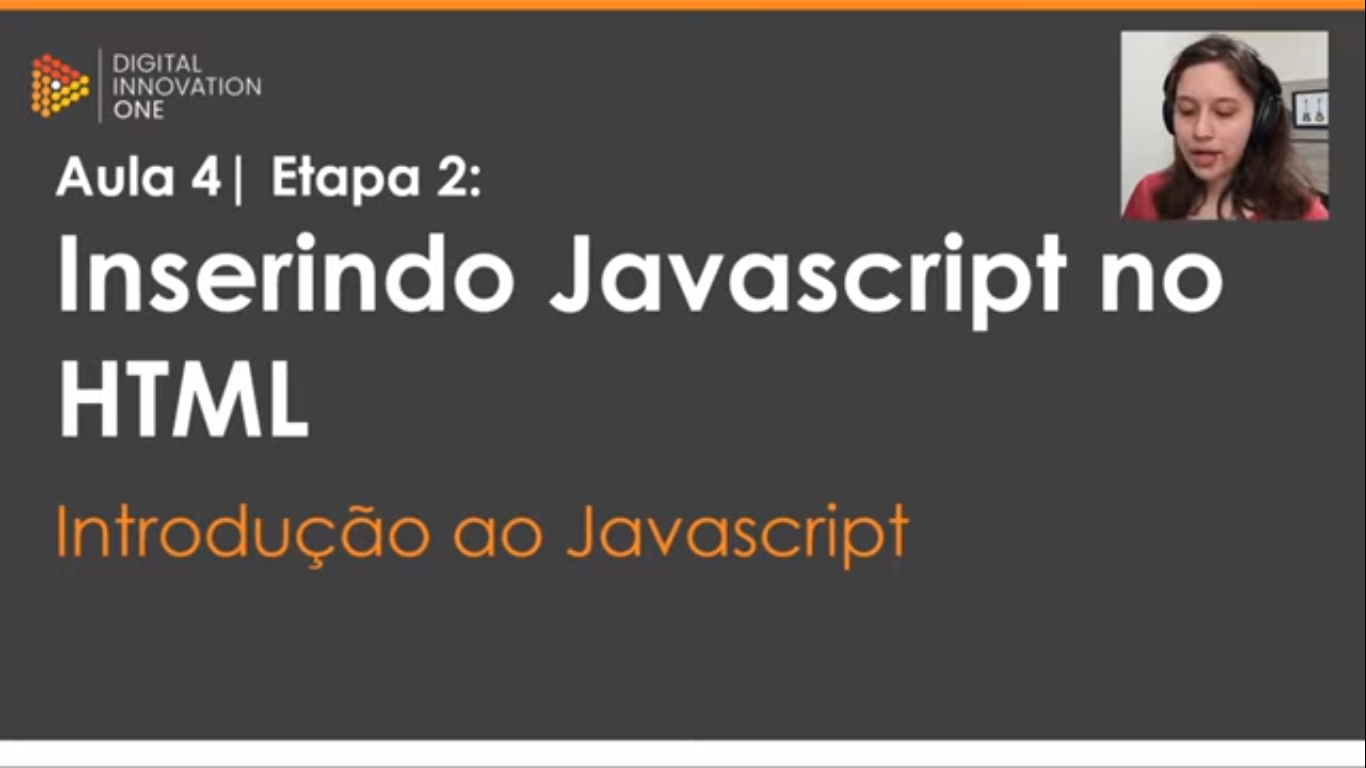 DIGITAL
INNOVATION
ONE
Aula 4| Etapa 2:
Inserindo Javascript no
HTML
Introdução ao Javascript